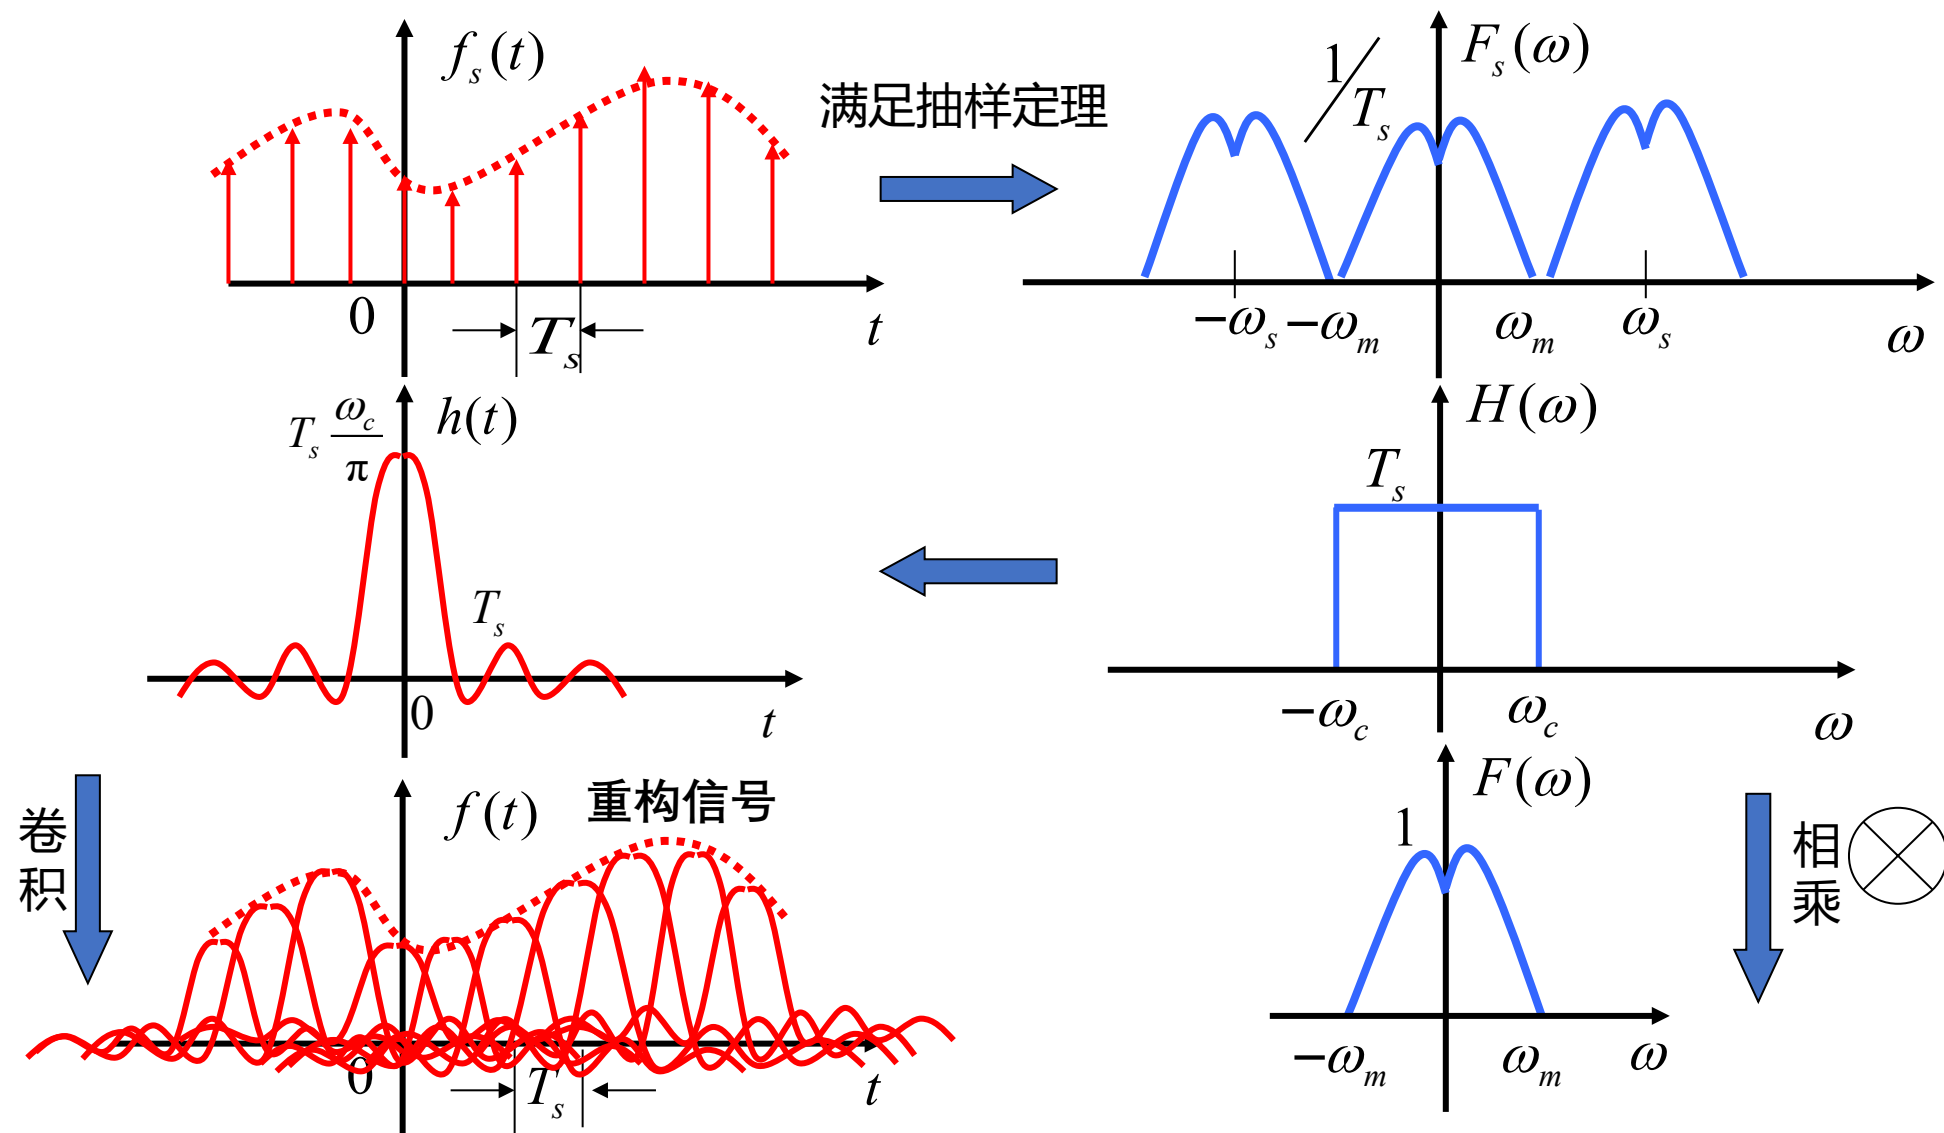 f_s(t)
满足抽样定理
1/T_s
F_s(ω)
0
T_s
t
−ω_s
−ω_m
ω_m
ω_s
ω
T_s ω_c/π
h(t)
T_s
0
t
H(ω)
T_s
−ω_c
ω_c
ω
卷积
f(t)
重构信号
0
T_s
t
F(ω)
1
−ω_m
ω_m
ω
相乘